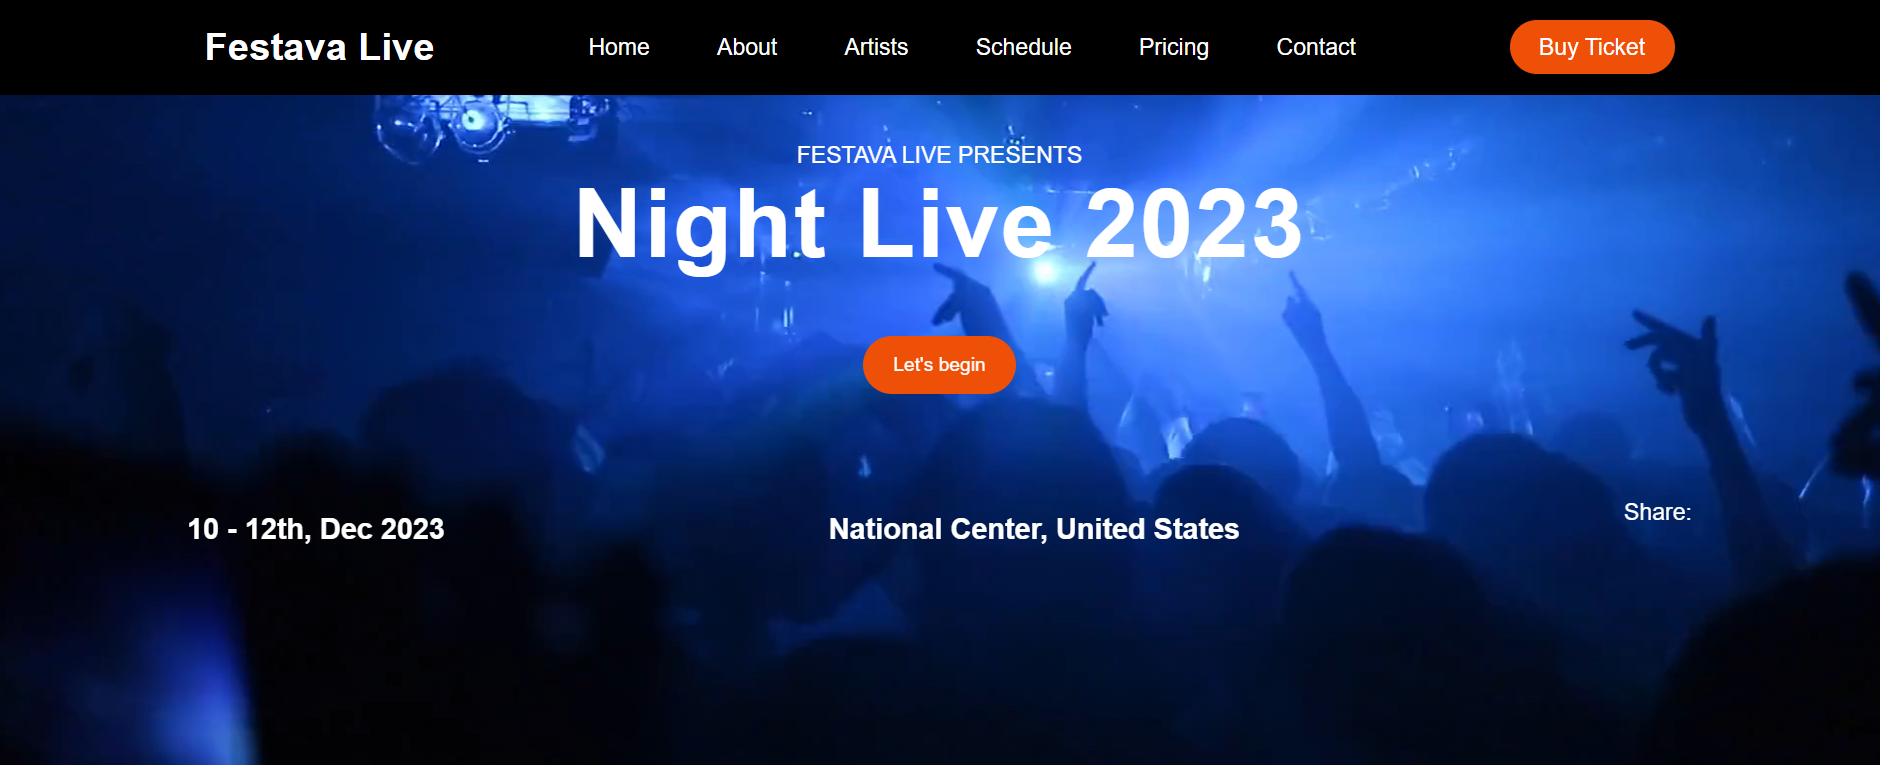 Festava Live
Home About Artists Schedule Pricing Contact
Buy Ticket
FESTAVA LIVE PRESENTS
Night Live 2023
Let's begin
10 - 12th, Dec 2023
National Center, United States
Share: